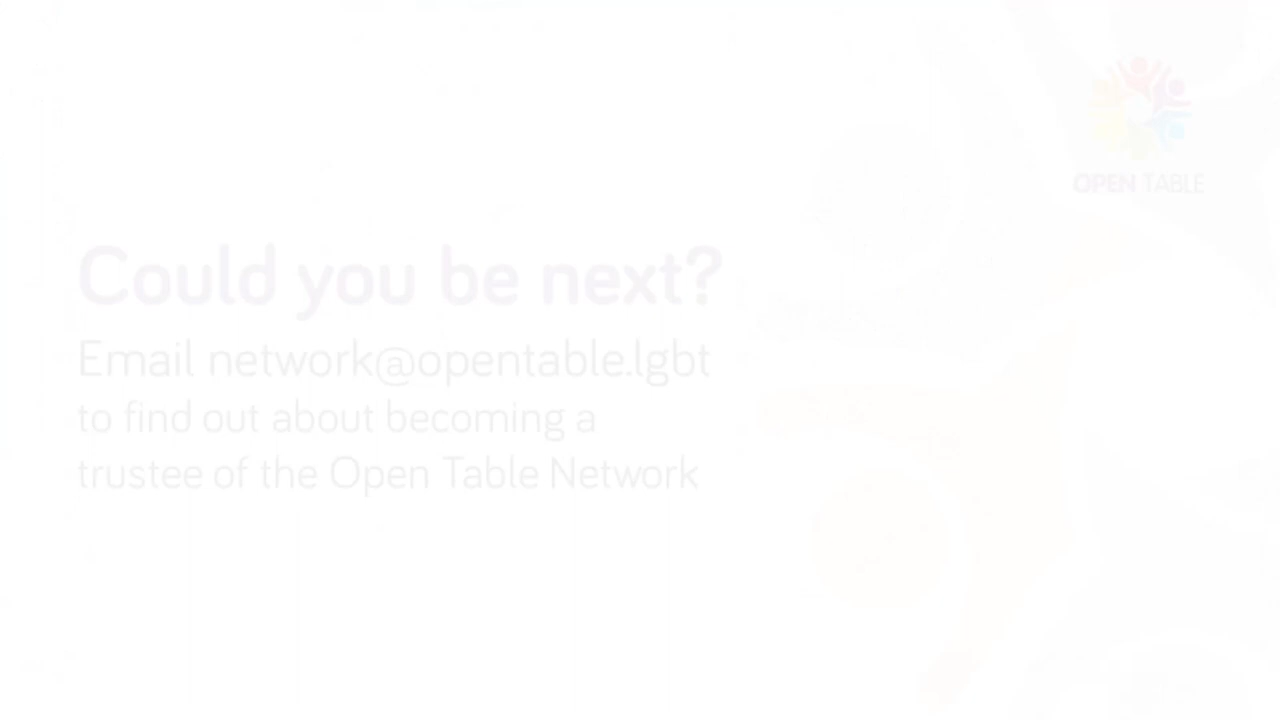 OPEN TABLE
Could you be next?
Email network@opentable.lgbt
to find out about becoming a
trustee of the Open Table Network